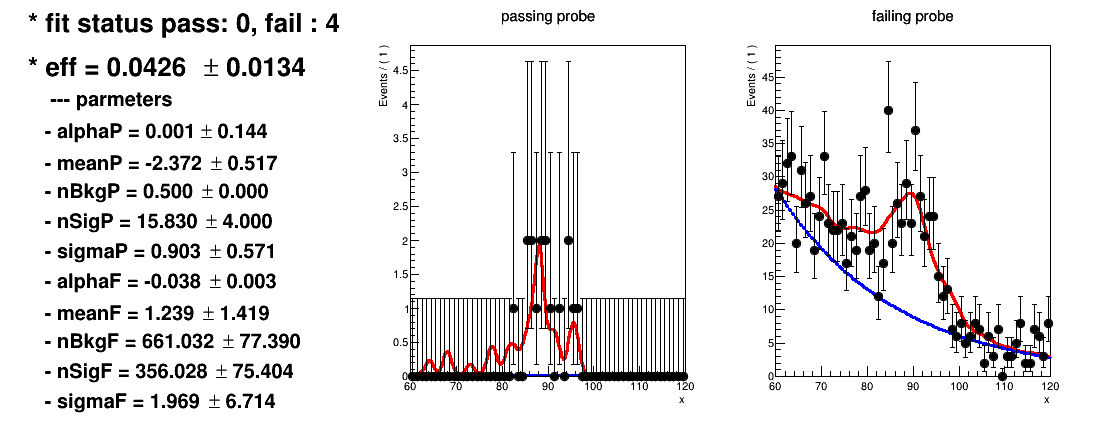 * fit status pass: 0, fail : 4
* eff = 0.0426 ± 0.0134
--- parmeters
- alphaP = 0.001 ± 0.144
- meanP = -2.372 ± 0.517
- nBkgP = 0.500 ± 0.000
- nSigP = 15.830 ± 4.000
- sigmaP = 0.903 ± 0.571
- alphaF = -0.038 ± 0.003
- meanF = 1.239 ± 1.419
- nBkgF = 661.032 ± 77.390
- nSigF = 356.028 ± 75.404
- sigmaF = 1.969 ± 6.714
passing probe
Events / ( 1 )
4.5
4
3.5
3
2.5
2
1.5
1
0.5
0
60 70 80 90 100 110 120
x
failing probe
Events / ( 1 )
45
40
35
30
25
20
15
10
5
0
60 70 80 90 100 110 120
x